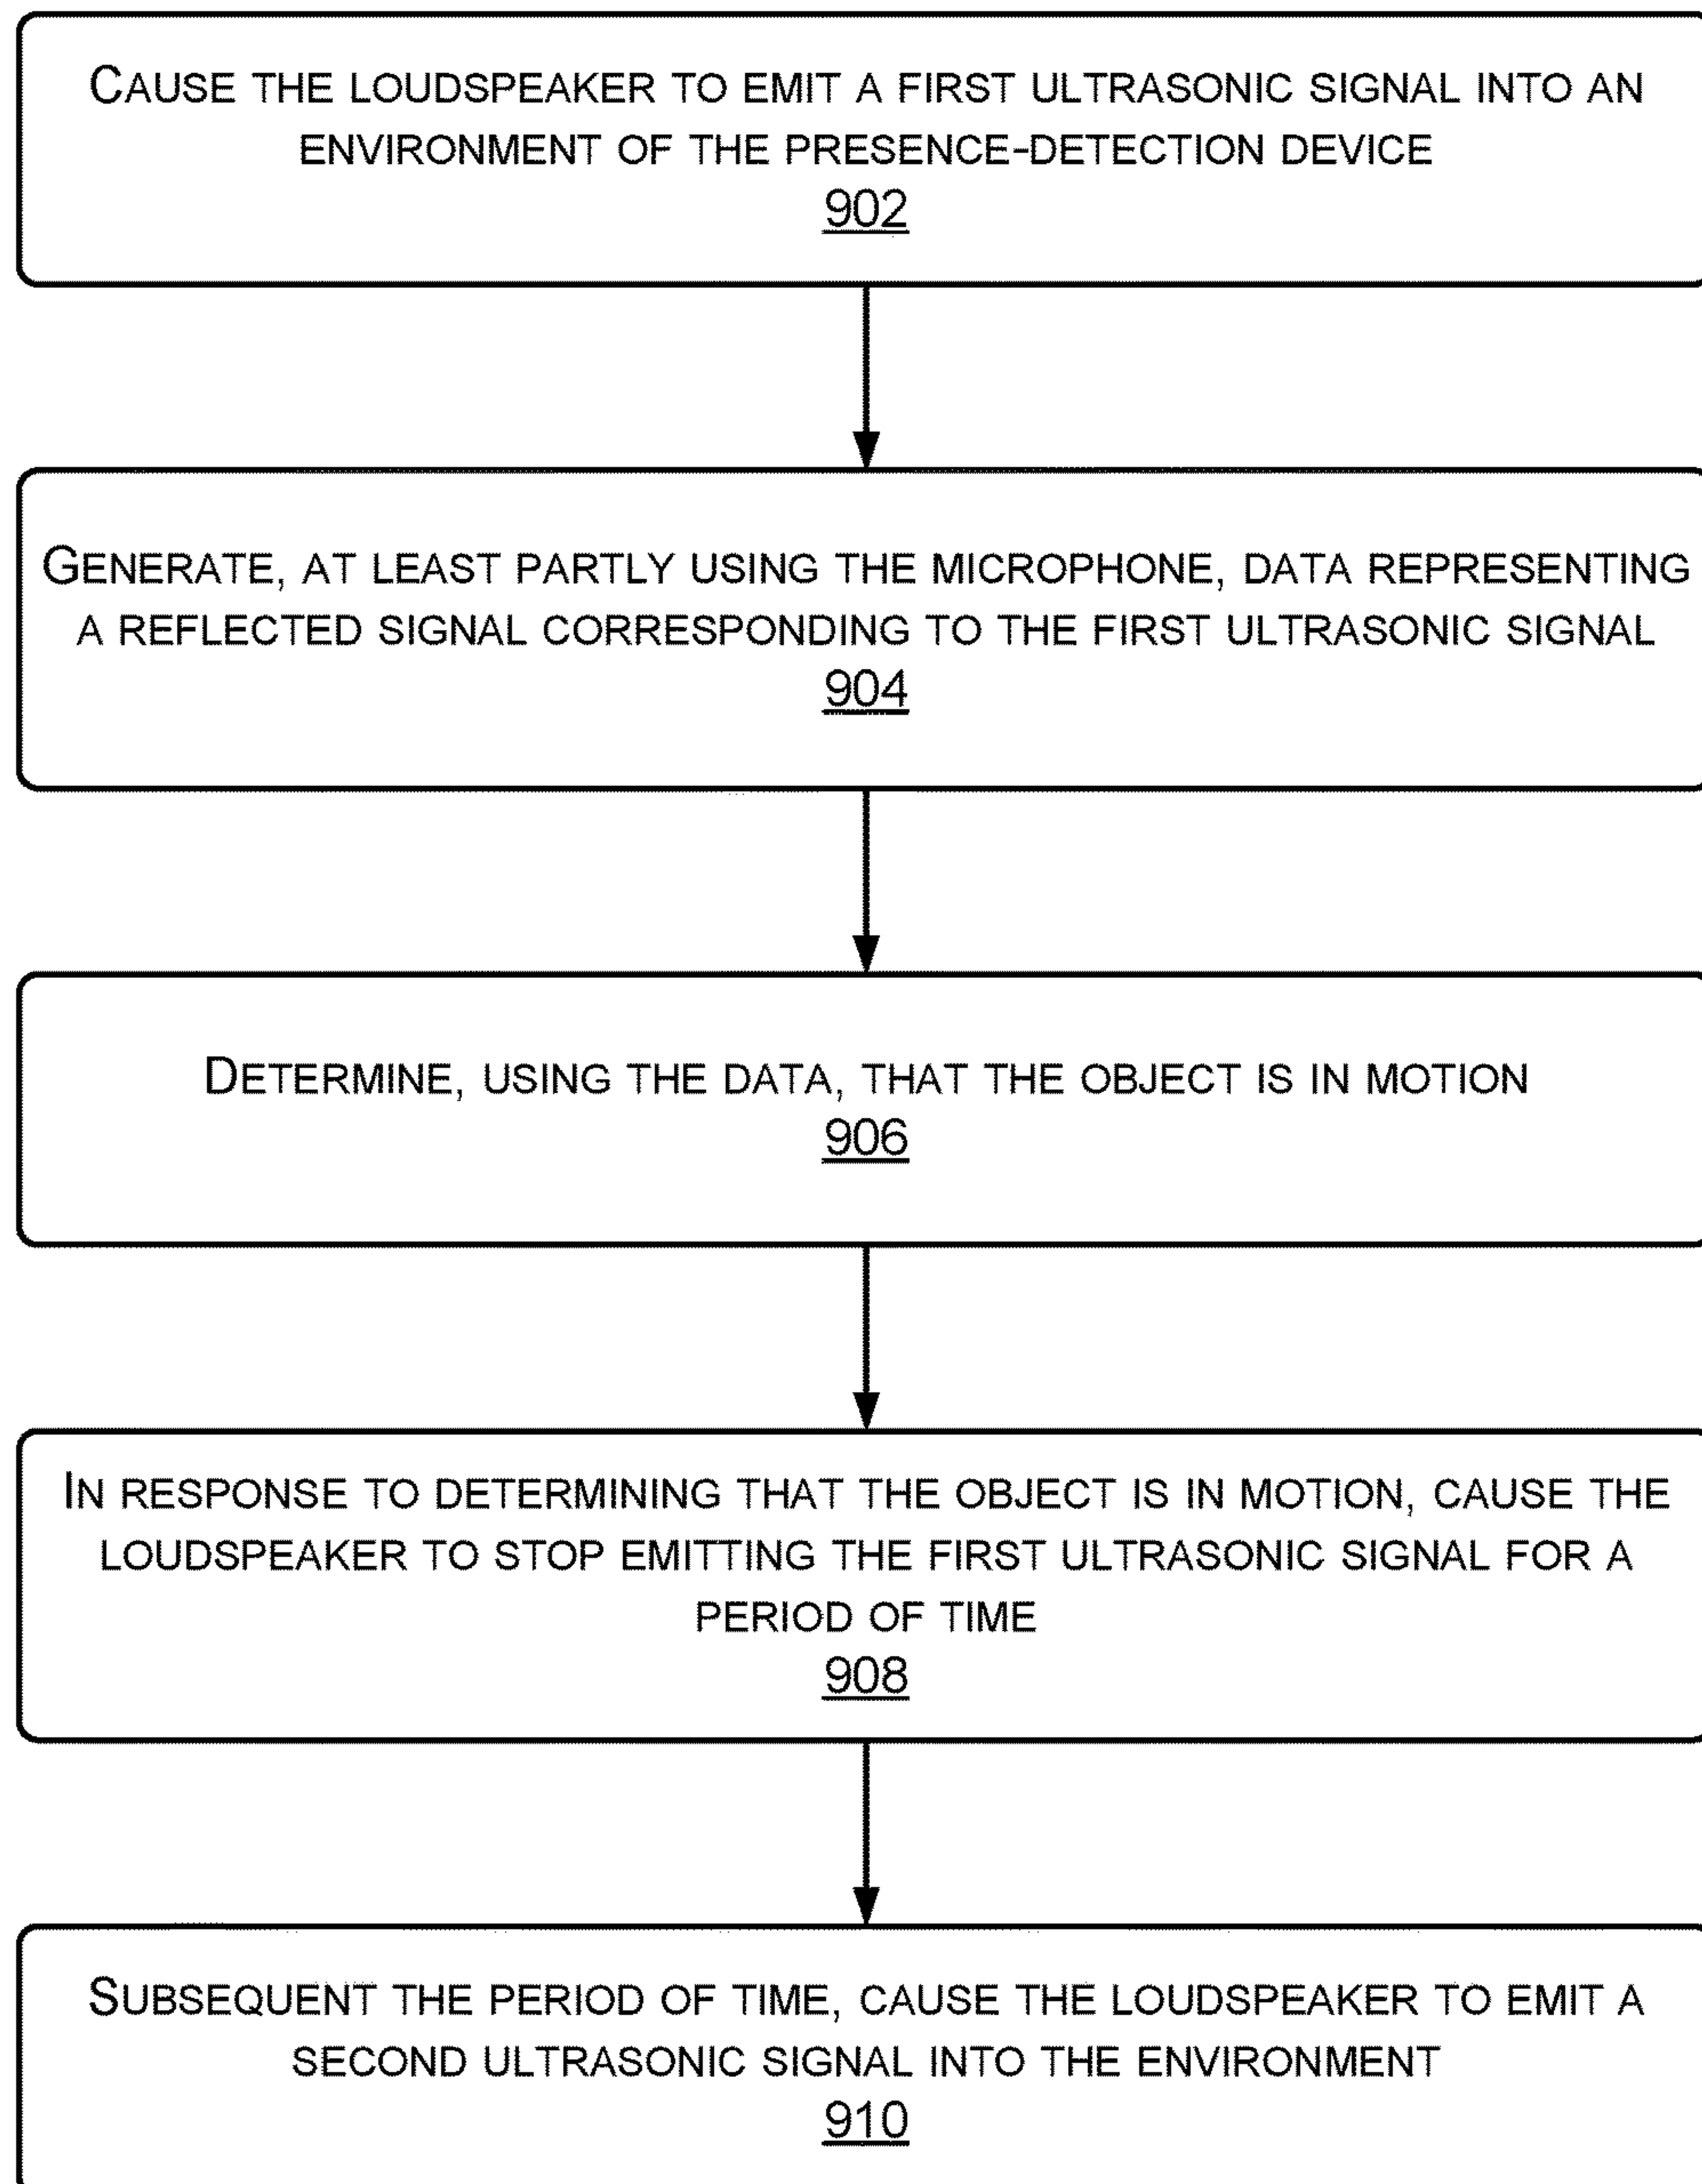 CAUSE THE LOUDSPEAKER TO EMIT A FIRST ULTRASONIC SIGNAL INTO AN
ENVIRONMENT OF THE PRESENCE-DETECTION DEVICE
902
GENERATE, AT LEAST PARTLY USING THE MICROPHONE, DATA REPRESENTING
A REFLECTED SIGNAL CORRESPONDING TO THE FIRST ULTRASONIC SIGNAL
904
DETERMINE, USING THE DATA, THAT THE OBJECT IS IN MOTION
906
IN RESPONSE TO DETERMINING THAT THE OBJECT IS IN MOTION, CAUSE THE
LOUDSPEAKER TO STOP EMITTING THE FIRST ULTRASONIC SIGNAL FOR A
PERIOD OF TIME
908
SUBSEQUENT THE PERIOD OF TIME, CAUSE THE LOUDSPEAKER TO EMIT A
SECOND ULTRASONIC SIGNAL INTO THE ENVIRONMENT
910